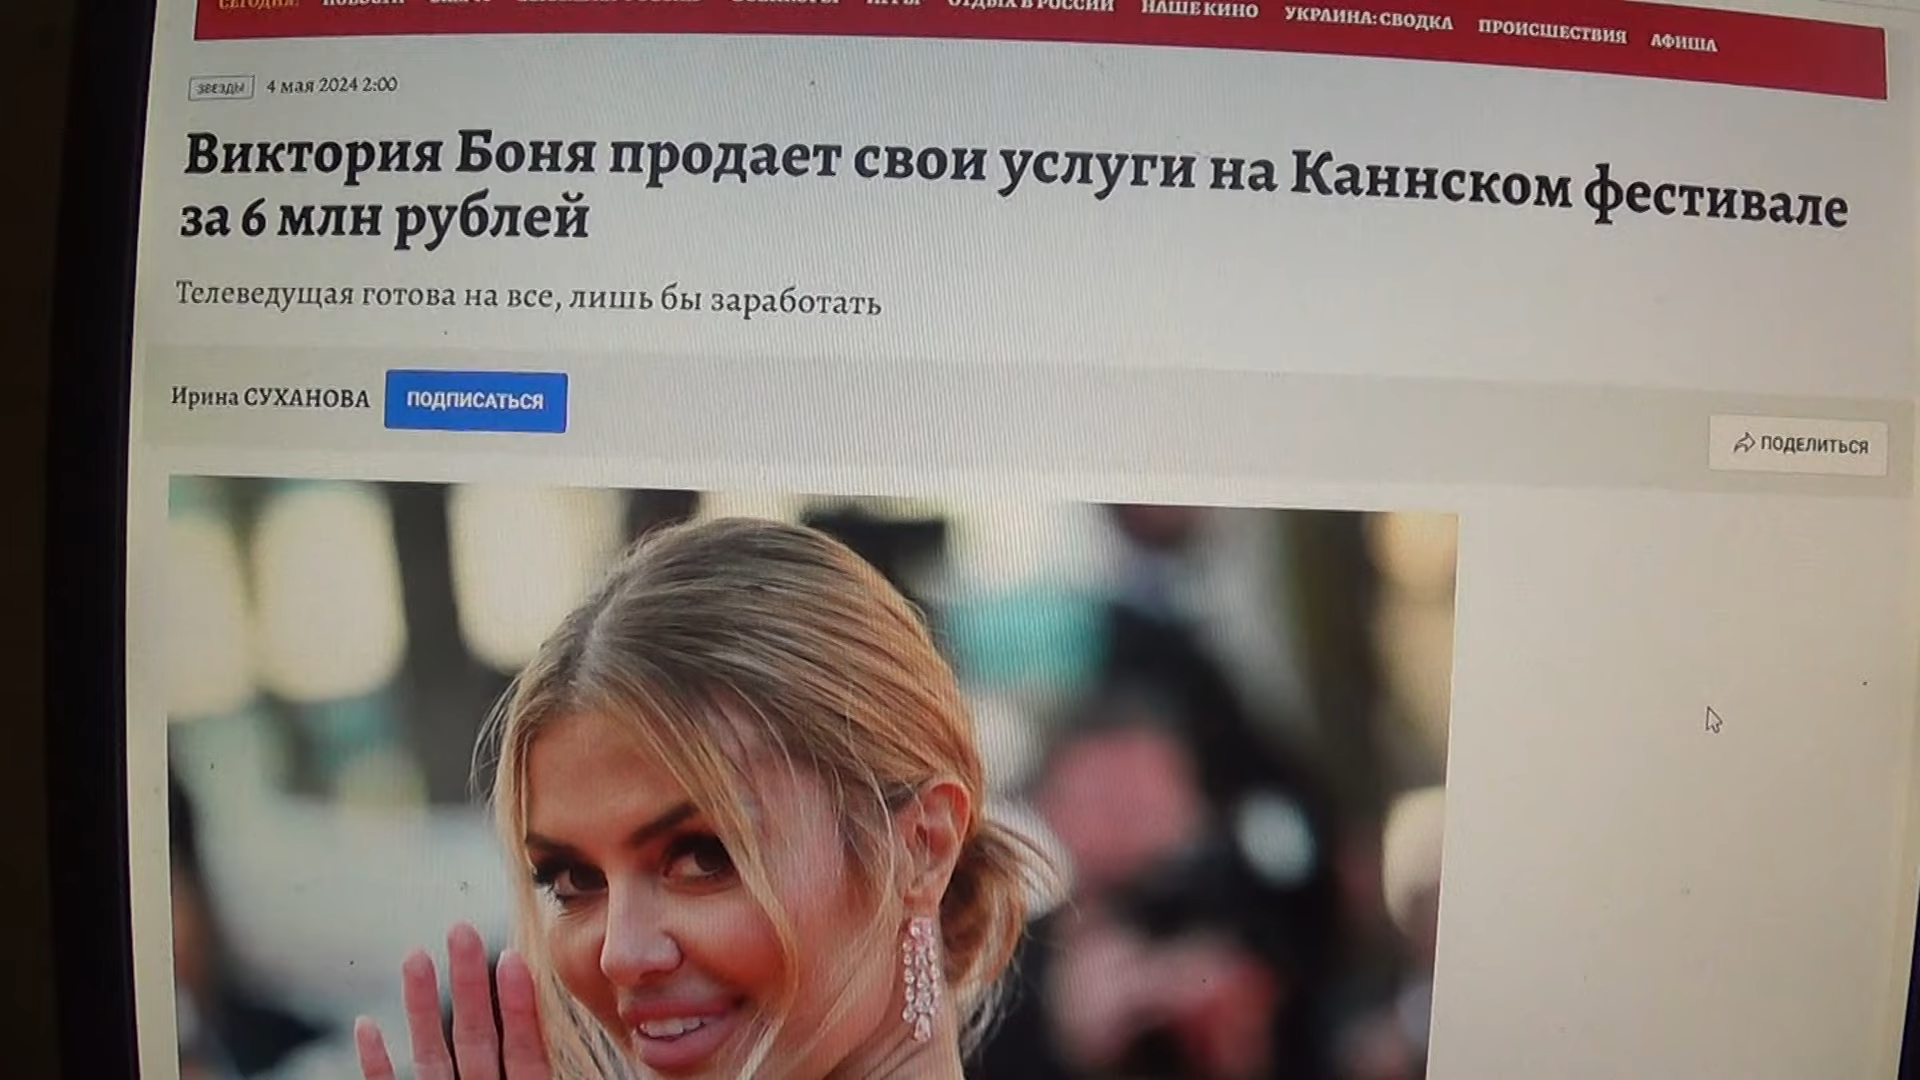 НАШЕ КИНО УКРАИНА: СВОДКА ПРОИСШЕСТВИЯ АФИША
ЗВЕЗДЫ 4 мая 2024 2:00
Виктория Боня продает свои услуги на Каннском фестивале
за 6 млн рублей
Телеведущая готова на все, лишь бы заработать
Ирина СУХАНОВА ПОДПИСАТЬСЯ
ПОДЕЛИТЬСЯ